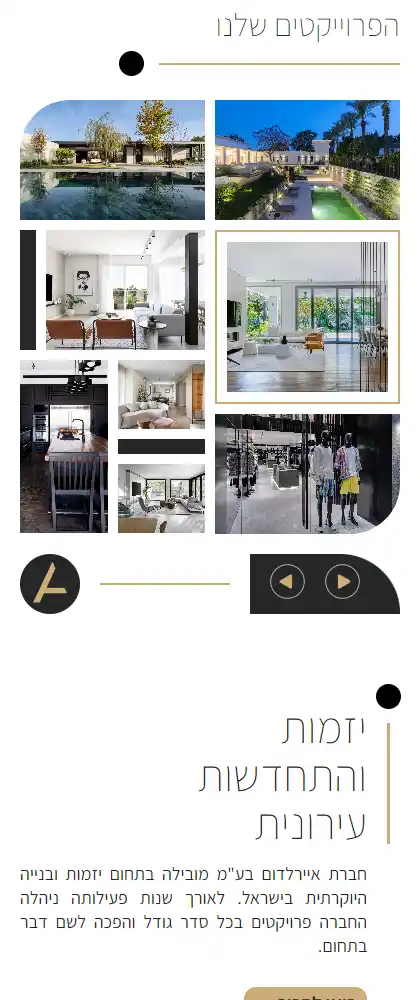 הפרוייקטים שלנו
יזמות
והתחדשות
עירונית
חברת איירלדום בע"מ מובילה בתחום יזמות ובנייה
היוקרתית בישראל. לאורך שנות פעילותה ניהלה
החברה פרויקטים בכל סדר גודל והפכה לשם דבר
בתחום.